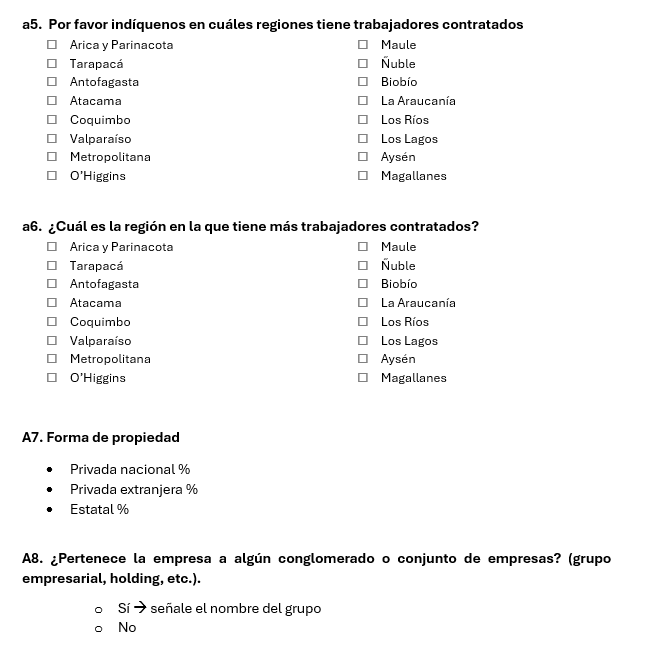 a5. Por favor indíquenos en cuáles regiones tiene trabajadores contratados
☐ Arica y Parinacota
☐ Tarapacá
☐ Antofagasta
☐ Atacama
☐ Coquimbo
☐ Valparaíso
☐ Metropolitana
☐ O'Higgins
☐ Maule
☐ Ñuble
☐ Biobío
☐ La Araucanía
☐ Los Ríos
☐ Los Lagos
☐ Aysén
☐ Magallanes
a6. ¿Cuál es la región en la que tiene más trabajadores contratados?
☐ Arica y Parinacota
☐ Tarapacá
☐ Antofagasta
☐ Atacama
☐ Coquimbo
☐ Valparaíso
☐ Metropolitana
☐ O'Higgins
☐ Maule
☐ Ñuble
☐ Biobío
☐ La Araucanía
☐ Los Ríos
☐ Los Lagos
☐ Aysén
☐ Magallanes
A7. Forma de propiedad
• Privada nacional %
• Privada extranjera %
• Estatal %
A8. ¿Pertenece la empresa a algún conglomerado o conjunto de empresas? (grupo
empresarial, holding, etc.).
o Sí → señale el nombre del grupo
o No